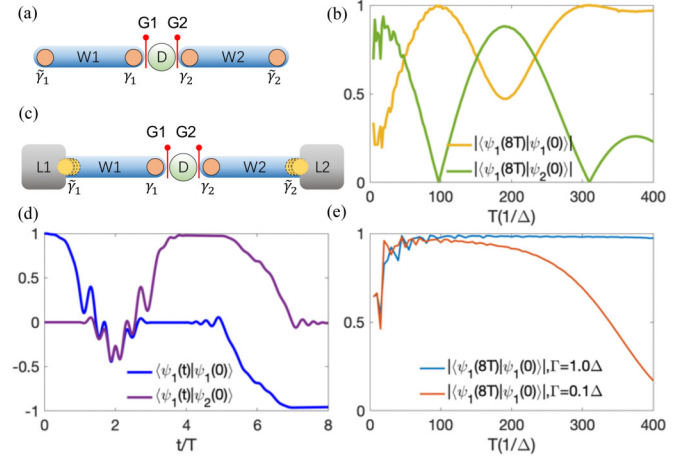 (a)
G1 G2
W1 D W2
γ̃₁ γ₁ γ₂ γ̃₂
(c)
G1 G2
L1 W1 D W2 L2
γ̃₁ γ₁ γ₂ γ̃₂
(b)
1
0.5
0
|⟨ψ₁(8T)|ψ₁(0)⟩|
|⟨ψ₁(8T)|ψ₂(0)⟩|
0 100 200 300 400
T(1/Δ)
(d)
1
0.5
0
-0.5
-1
⟨ψ₁(t)|ψ₁(0)⟩
⟨ψ₁(t)|ψ₂(0)⟩
0 2 4 6 8
t/T
(e)
1
0.5
0
|⟨ψ₁(8T)|ψ₁(0)⟩|,Γ=1.0Δ
|⟨ψ₁(8T)|ψ₁(0)⟩|,Γ=0.1Δ
0 100 200 300 400
T(1/Δ)